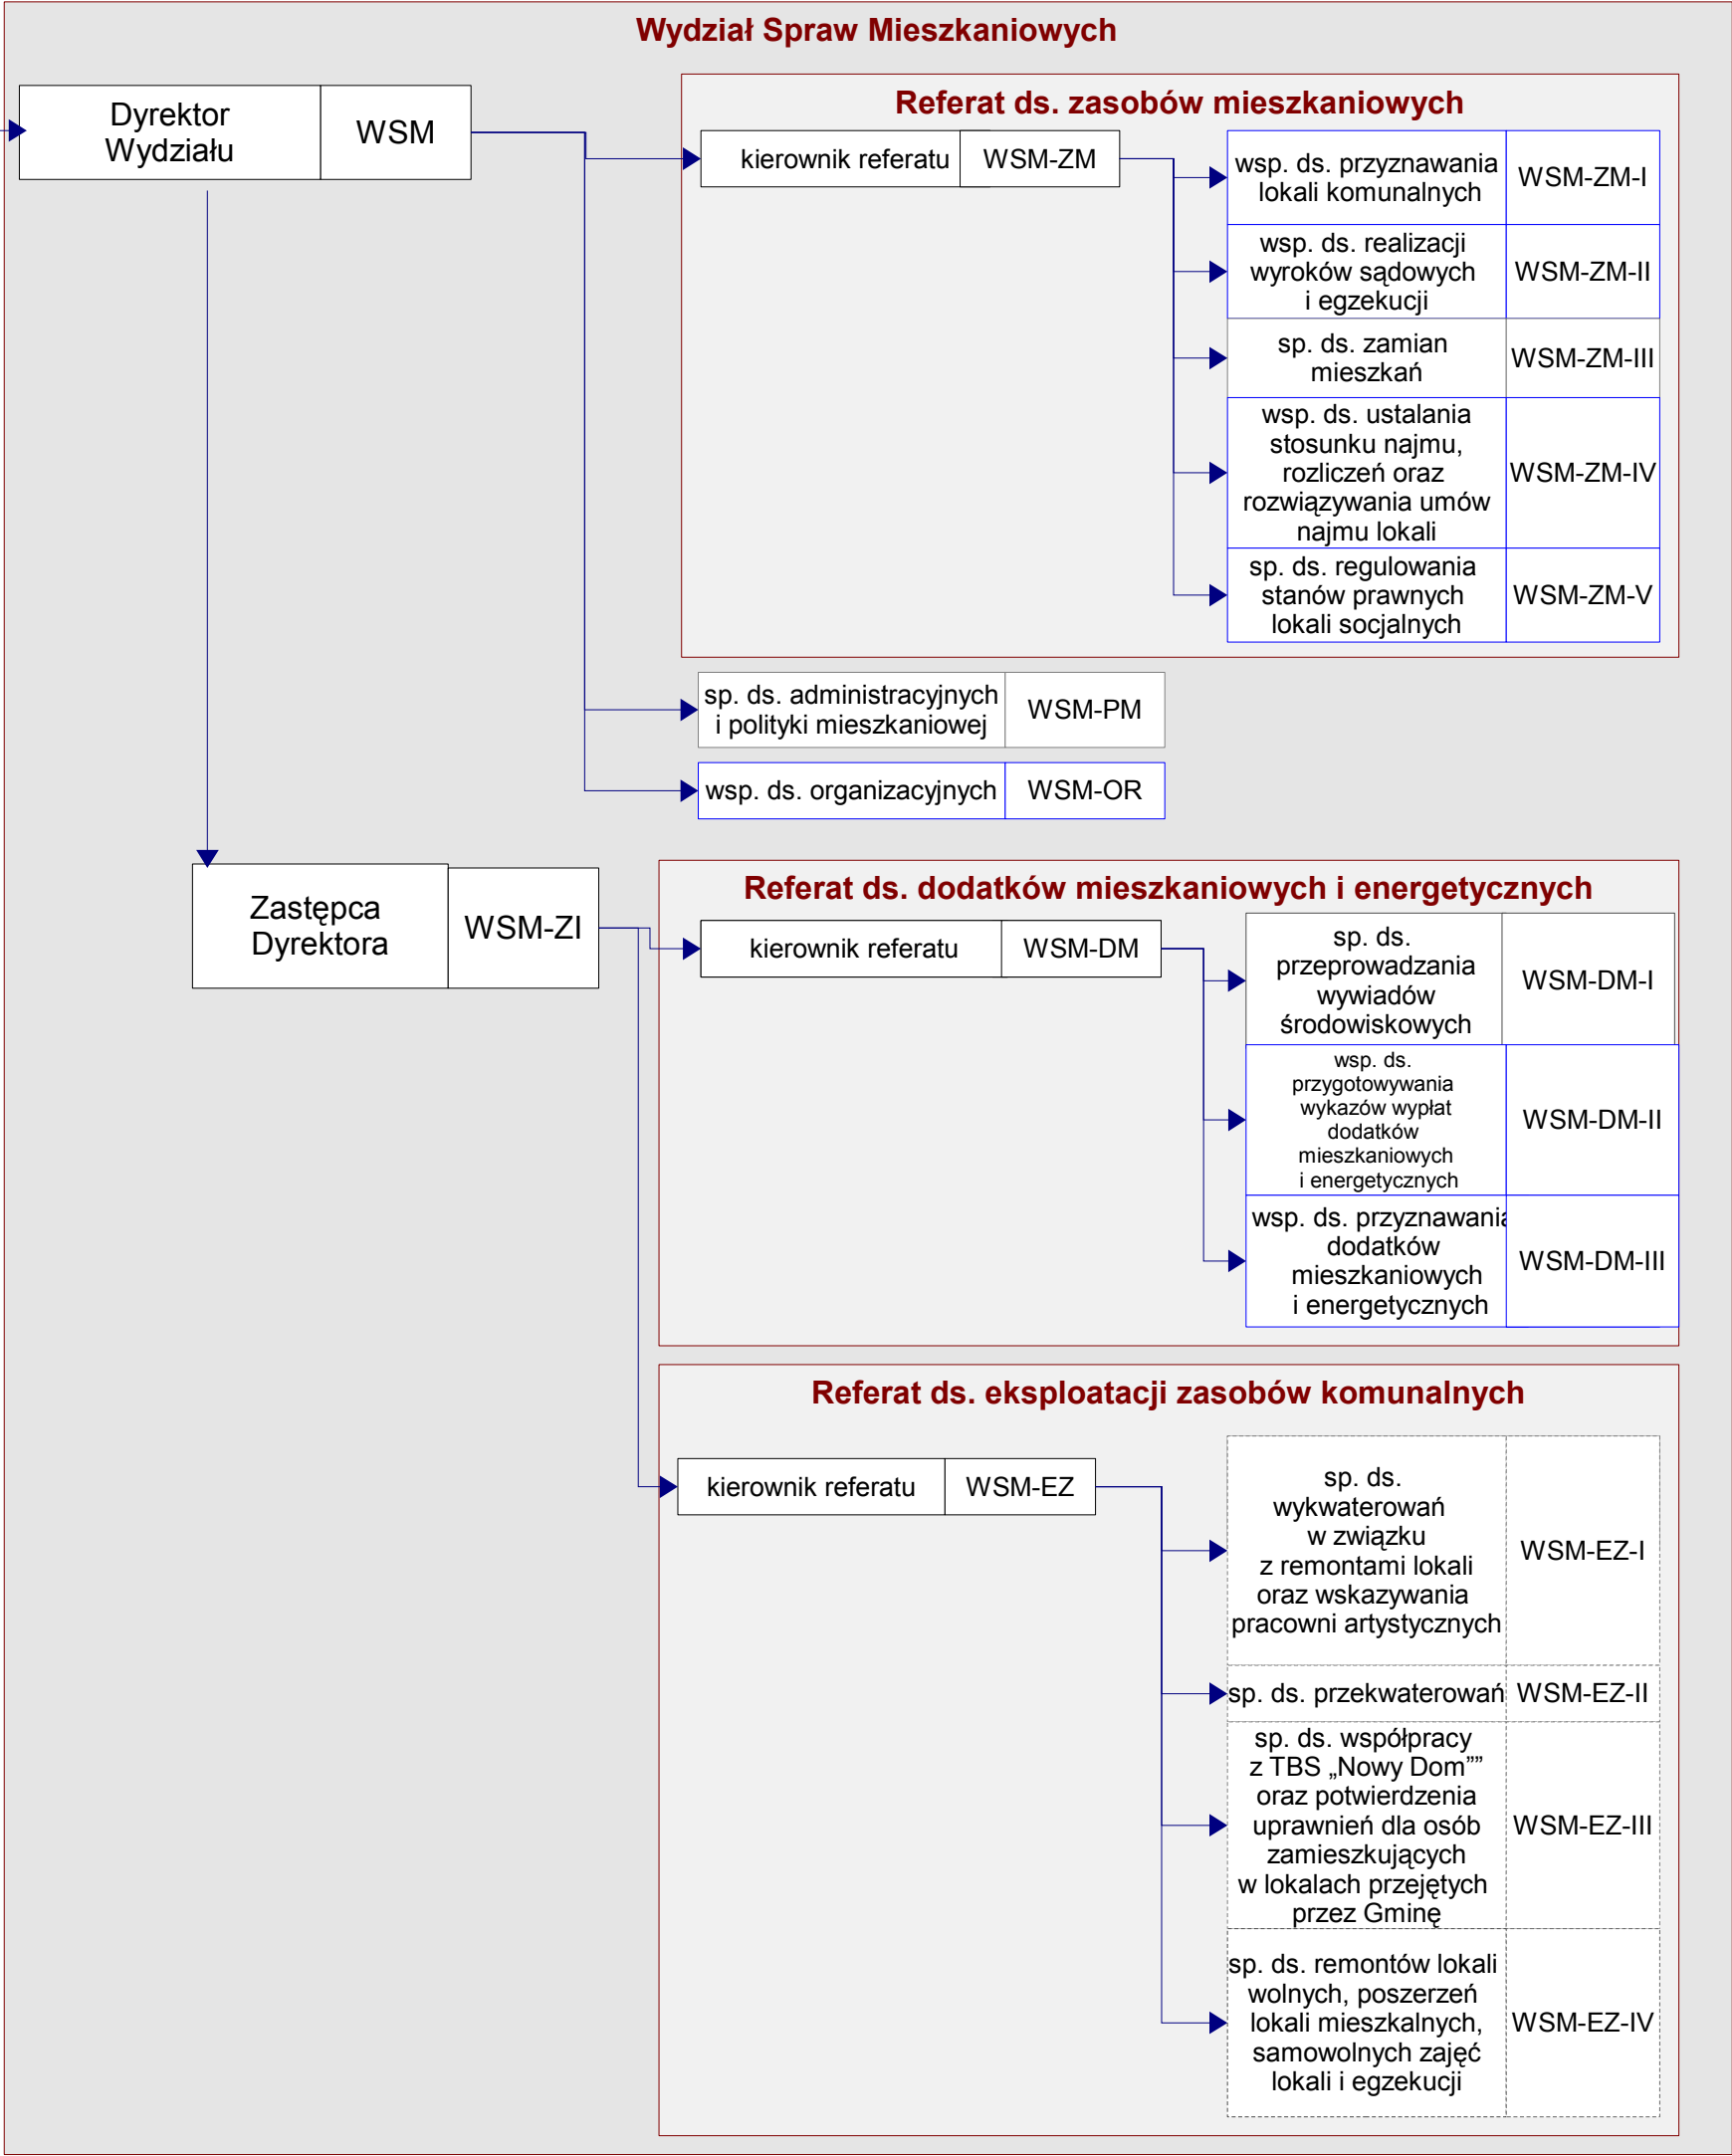 Wydział Spraw Mieszkaniowych
Dyrektor
Wydziału
WSM
Referat ds. zasobów mieszkaniowych
kierownik referatu
WSM-ZM
wsp. ds. przyznawania
lokali komunalnych
WSM-ZM-I
wsp. ds. realizacji
wyroków sądowych
i egzekucji
WSM-ZM-II
sp. ds. zamian
mieszkań
WSM-ZM-III
wsp. ds. ustalania
stosunku najmu,
rozliczeń oraz
rozwiązywania umów
najmu lokali
WSM-ZM-IV
sp. ds. regulowania
stanów prawnych
lokali socjalnych
WSM-ZM-V
sp. ds. administracyjnych
i polityki mieszkaniowej
WSM-PM
wsp. ds. organizacyjnych
WSM-OR
Zastępca
Dyrektora
WSM-ZI
Referat ds. dodatków mieszkaniowych i energetycznych
kierownik referatu
WSM-DM
sp. ds.
przeprowadzania
wywiadów
środowiskowych
WSM-DM-I
wsp. ds.
przygotowywania
wykazów wypłat
dodatków
mieszkaniowych
i energetycznych
WSM-DM-II
wsp. ds. przyznawania
dodatków
mieszkaniowych
i energetycznych
WSM-DM-III
Referat ds. eksploatacji zasobów komunalnych
kierownik referatu
WSM-EZ
sp. ds.
wykwaterowań
w związku
z remontami lokali
oraz wskazywania
pracowni artystycznych
WSM-EZ-I
sp. ds. przekwaterowań
WSM-EZ-II
sp. ds. współpracy
z TBS „Nowy Dom””
oraz potwierdzenia
uprawnień dla osób
zamieszkujących
w lokalach przejętych
przez Gminę
WSM-EZ-III
sp. ds. remontów lokali
wolnych, poszerzeń
lokali mieszkalnych,
samowolnych zajęć
lokali i egzekucji
WSM-EZ-IV